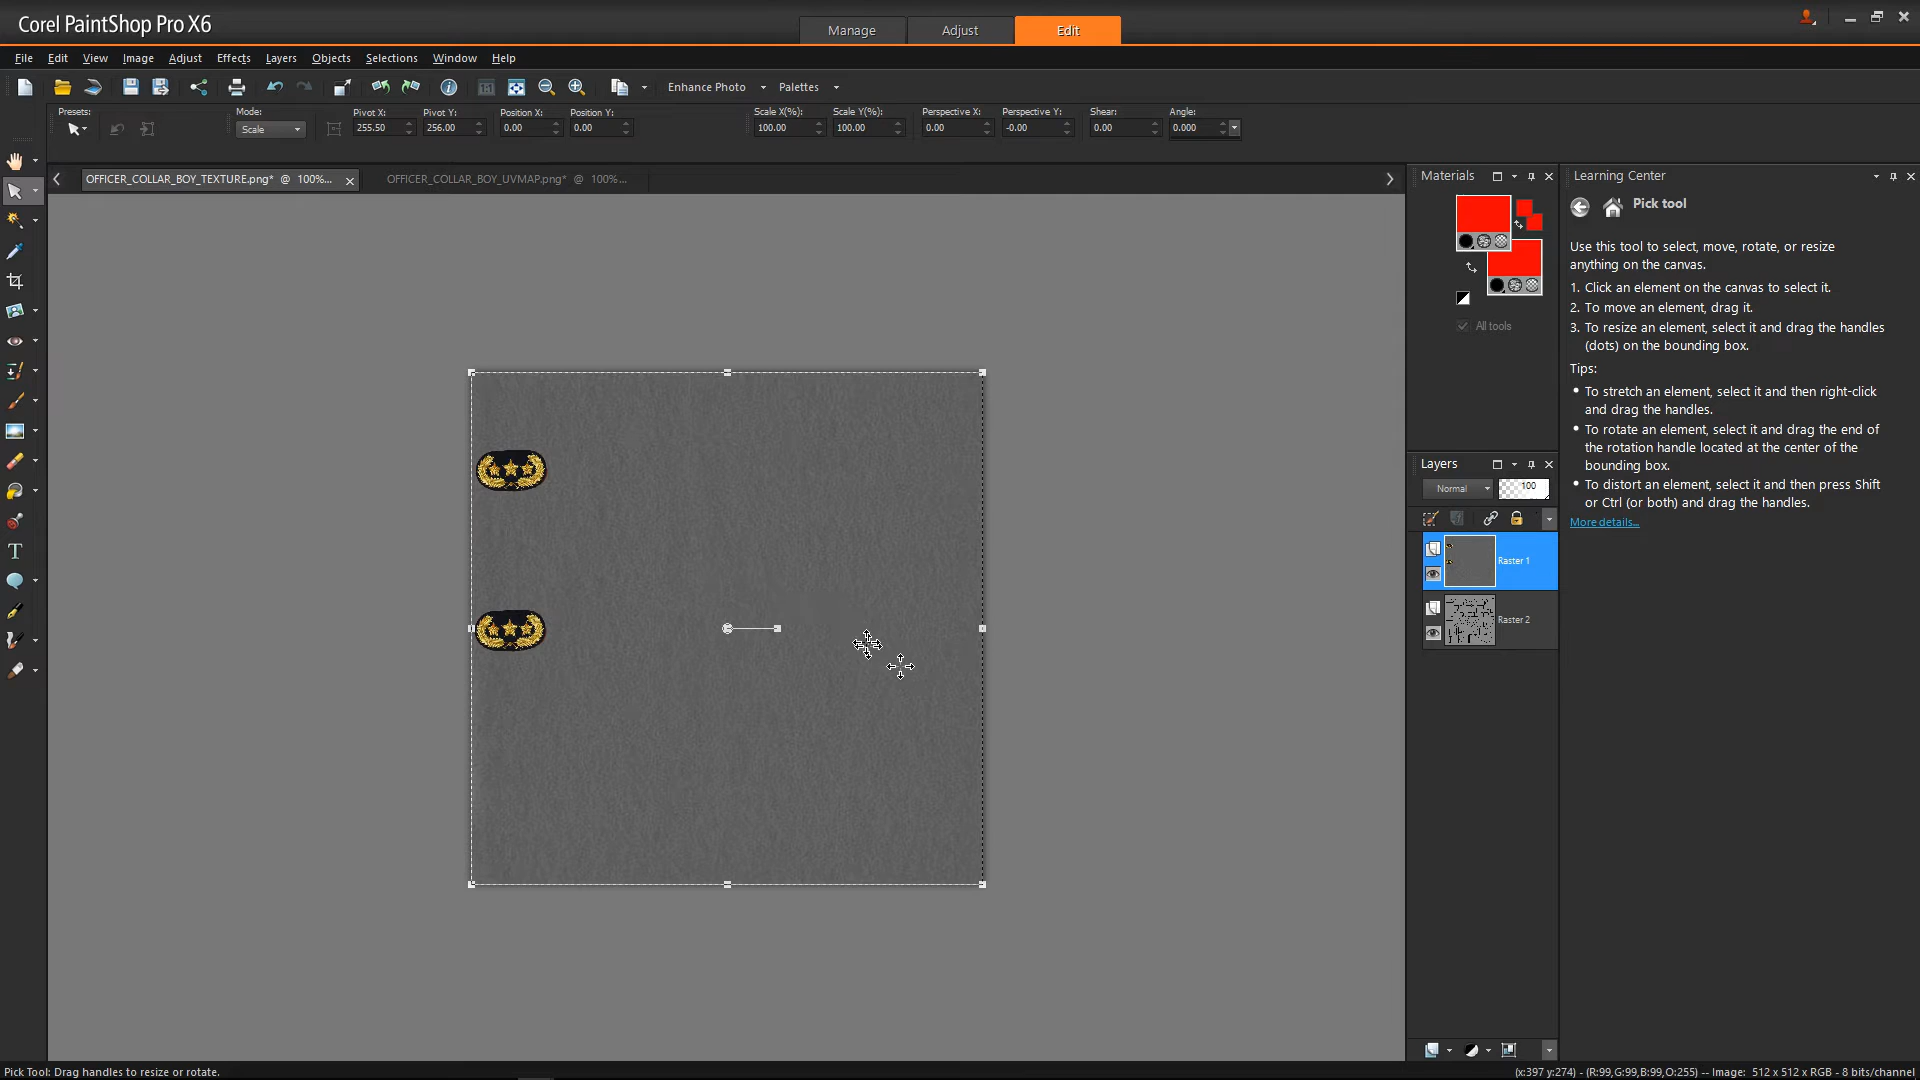 Corel PaintShop Pro X6
Manage Adjust Edit
File Edit View Image Adjust Effects Layers Objects Selections Window Help
Enhance Photo Palettes
Presets: Mode: Pivot X: Pivot Y: Position X: Position Y: Scale X(%): Scale Y(%): Perspective X: Perspective Y: Shear: Angle:
Scale 255.50 256.00 0.00 0.00 100.00 100.00 0.00 -0.00 0.00 0.000
OFFICER_COLLAR_BOY_TEXTURE.png* @ 100%... OFFICER_COLLAR_BOY_UVMAP.png* @ 100%...
Materials
All tools
Layers
Normal 100
Raster 1
Raster 2
Learning Center
Pick tool
Use this tool to select, move, rotate, or resize
anything on the canvas.
1. Click an element on the canvas to select it.
2. To move an element, drag it.
3. To resize an element, select it and drag the handles
(dots) on the bounding box.
Tips:
• To stretch an element, select it and then right-click
and drag the handles.
• To rotate an element, select it and drag the end of
the rotation handle located at the center of the
bounding box.
• To distort an element, select it and then press Shift
or Ctrl (or both) and drag the handles.
More details...
Pick Tool: Drag handles to resize or rotate.
(x:397 y:274) - (R:99,G:99,B:99,O:255) -- Image: 512 x 512 x RGB - 8 bits/channel